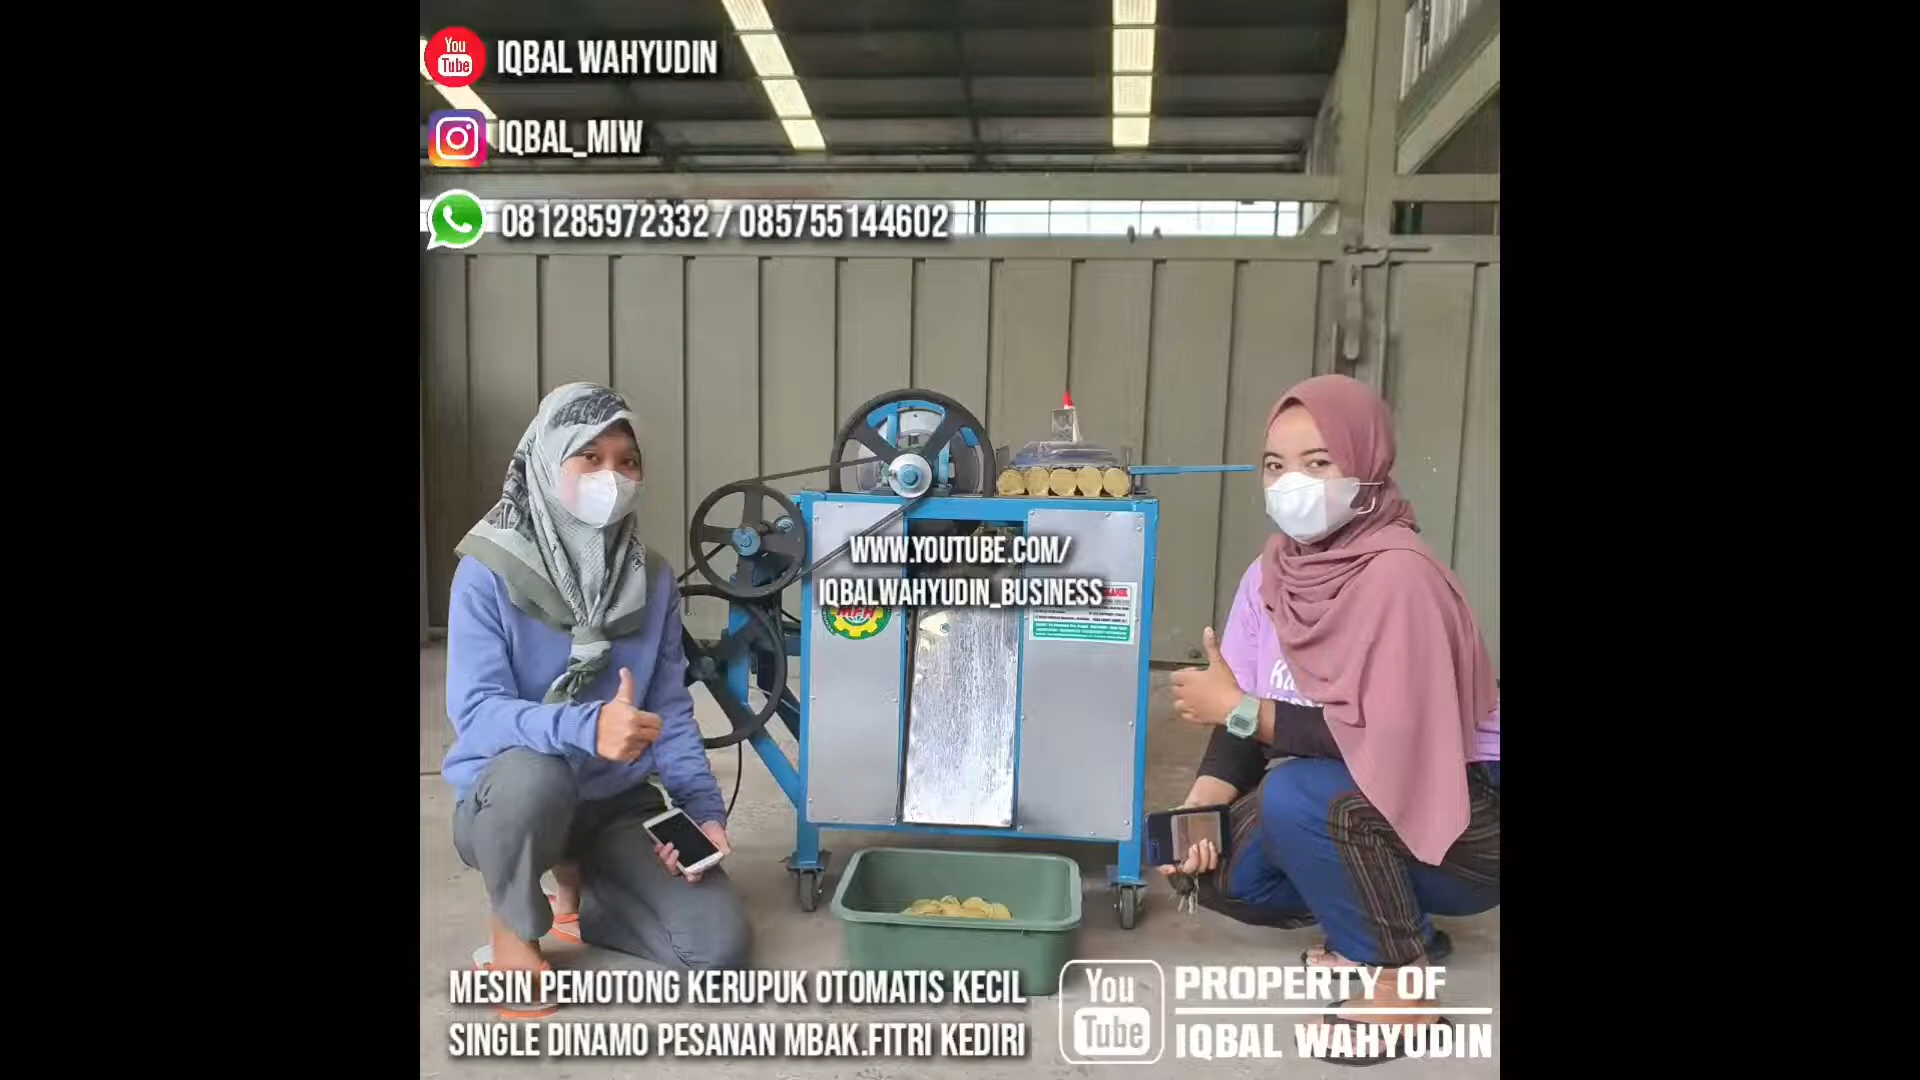 You
Tube
IQBAL WAHYUDIN
IQBAL_MIW
081285972332 / 085755144602
WWW.YOUTUBE.COM/
IQBALWAHYUDIN_BUSINESS
MESIN PEMOTONG KERUPUK OTOMATIS KECIL
SINGLE DINAMO PESANAN MBAK.FITRI KEDIRI
You
Tube
PROPERTY OF
IQBAL WAHYUDIN